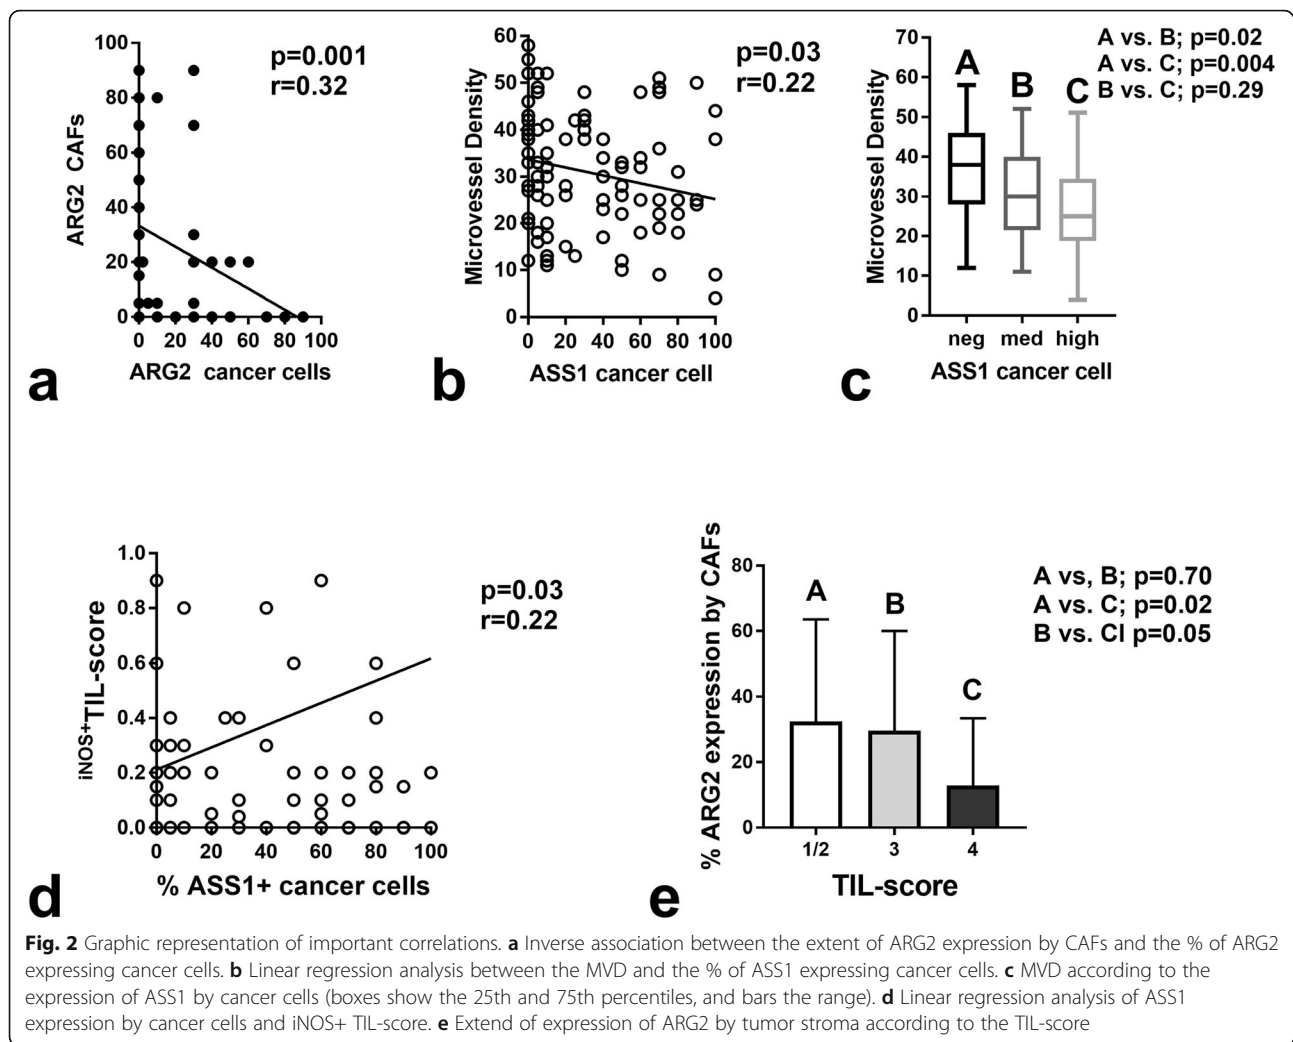 p=0.001
r=0.32
ARG2 CAFs
100
80
60
40
20
0
0 20 40 60 80 100
ARG2 cancer cells
a
p=0.03
r=0.22
Microvessel Density
60
50
40
30
20
10
0
0 20 40 60 80 100
ASS1 cancer cell
b
A vs. B; p=0.02
A vs. C; p=0.004
B vs. C; p=0.29
Microvessel Density
70
60
50
40
30
20
10
0
A
B
C
neg med high
ASS1 cancer cell
c
p=0.03
r=0.22
iNOS+TIL-score
1.0
0.8
0.6
0.4
0.2
0.0
0 20 40 60 80 100
% ASS1+ cancer cells
d
A vs, B; p=0.70
A vs. C; p=0.02
B vs. CI p=0.05
% ARG2 expression by CAFs
80
60
40
20
0
A
B
C
1/2 3 4
TIL-score
e
Fig. 2 Graphic representation of important correlations. a Inverse association between the extent of ARG2 expression by CAFs and the % of ARG2
expressing cancer cells. b Linear regression analysis between the MVD and the % of ASS1 expressing cancer cells. c MVD according to the
expression of ASS1 by cancer cells (boxes show the 25th and 75th percentiles, and bars the range). d Linear regression analysis of ASS1
expression by cancer cells and iNOS+ TIL-score. e Extend of expression of ARG2 by tumor stroma according to the TIL-score